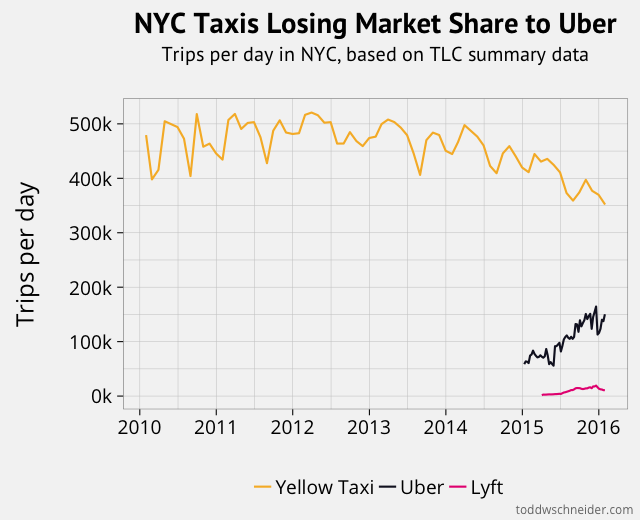 NYC Taxis Losing Market Share to Uber
Trips per day in NYC, based on TLC summary data
Trips per day
500k
400k
300k
200k
100k
0k
2010 2011 2012 2013 2014 2015 2016
Yellow Taxi Uber Lyft
toddwschneider.com